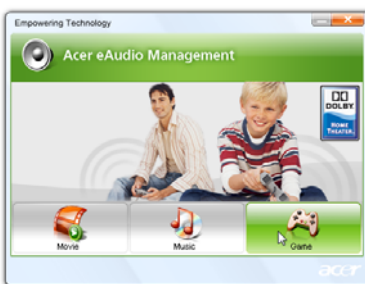 Empowering Technology
Acer eAudio Management
DOLBY
HOME
THEATER
Movie
Music
Game
acer